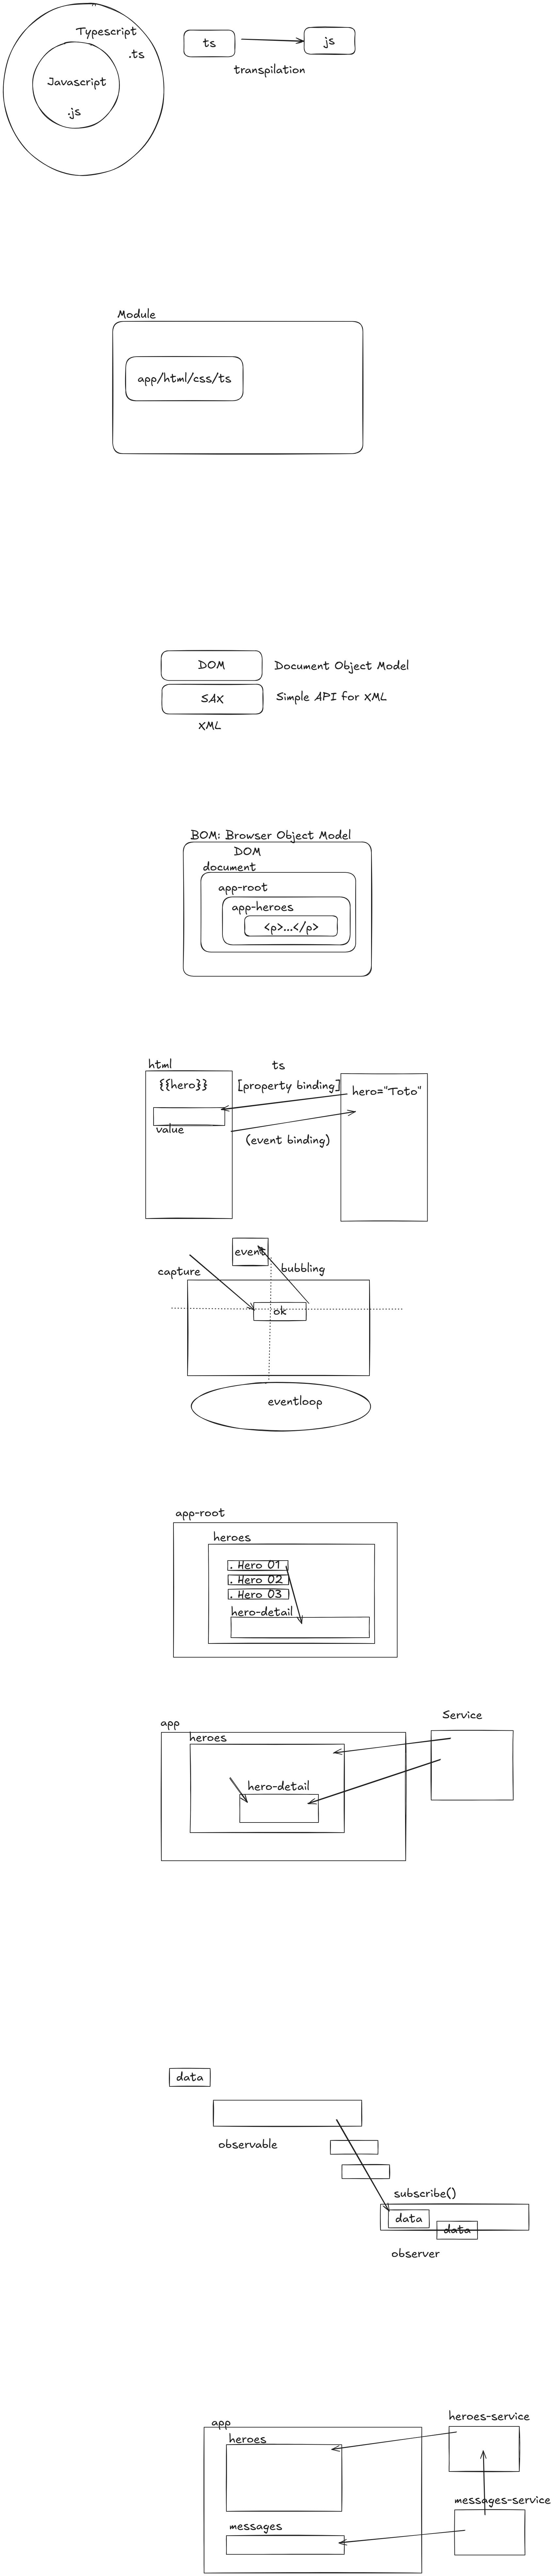 Typescript
.ts
Javascript
.js
ts
js
transpilation
Module
app/html/css/ts
DOM
Document Object Model
SAX
Simple API for XML
XML
BOM: Browser Object Model
DOM
document
app-root
app-heroes
<p>...</p>
html
ts
{{hero}}
[property binding]
hero="Toto"
value
(event binding)
event
capture
bubbling
ok
eventloop
app-root
heroes
. Hero 01
. Hero 02
. Hero 03
hero-detail
Service
app
heroes
hero-detail
data
observable
subscribe()
data
data
observer
heroes-service
app
heroes
messages-service
messages